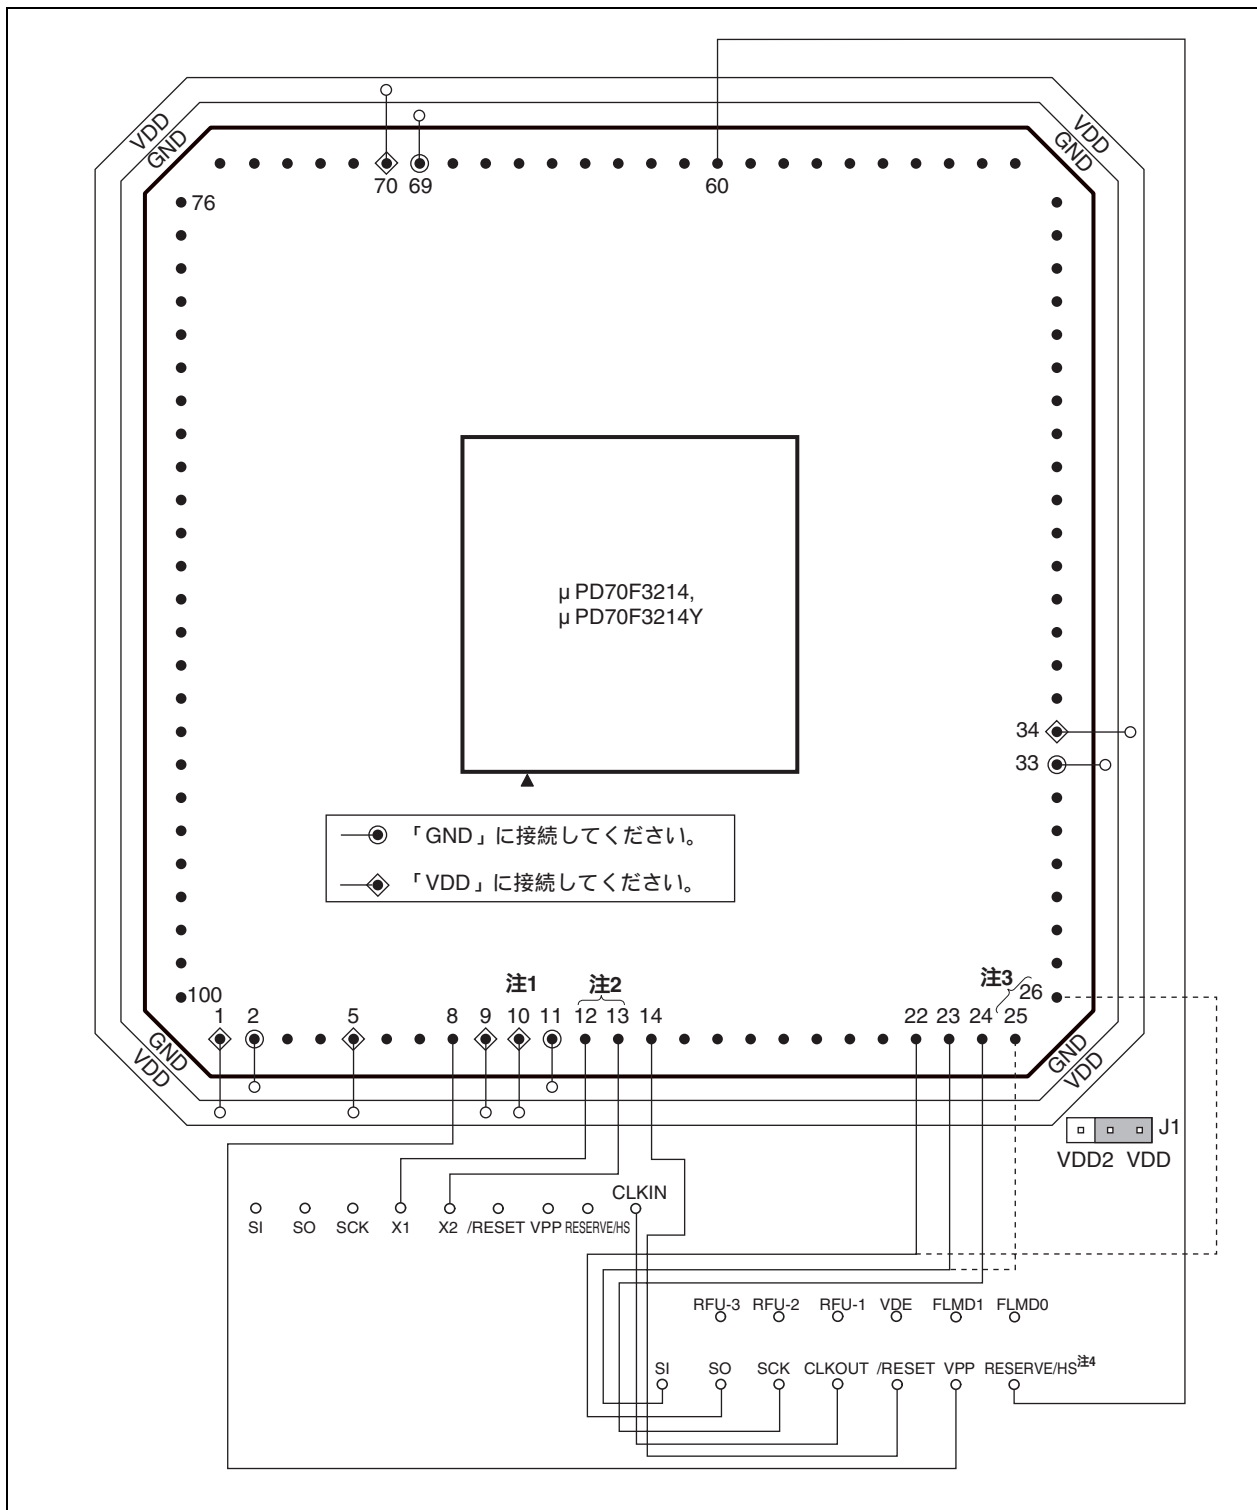 VDD
GND
VDD
GND
70 69
60
76
μPD70F3214,
μPD70F3214Y
34
33
「GND」に接続してください。
「VDD」に接続してください。
100
注1
注2
注3
26
1 2 5 8 9 10 11 12 13 14 22 23 24 25
GND
VDD
GND
VDD
J1
VDD2 VDD
CLKIN
SI SO SCK X1 X2 /RESET VPP RESERVE/HS
RFU-3 RFU-2 RFU-1 VDE FLMD1 FLMD0
SI SO SCK CLKOUT /RESET VPP RESERVE/HS注4